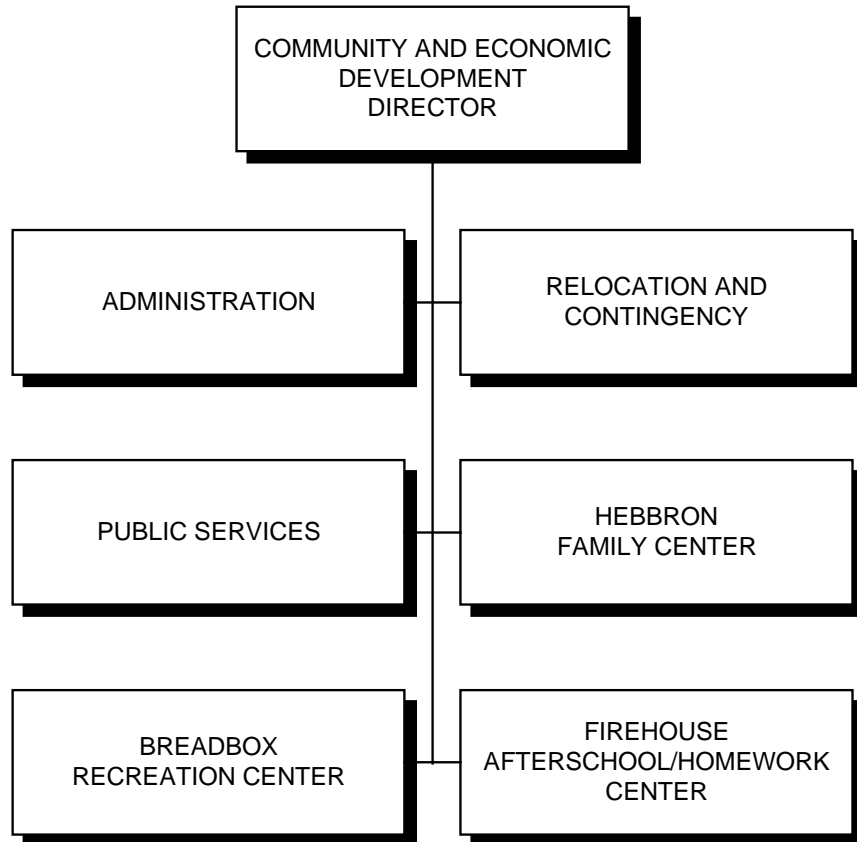 COMMUNITY AND ECONOMIC
DEVELOPMENT
DIRECTOR
ADMINISTRATION
RELOCATION AND
CONTINGENCY
PUBLIC SERVICES
HEBBRON
FAMILY CENTER
BREADBOX
RECREATION CENTER
FIREHOUSE
AFTERSCHOOL/HOMEWORK
CENTER